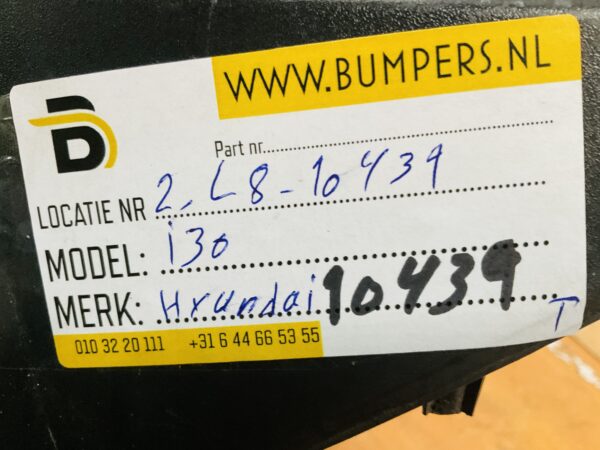 WWW.BUMPERS.NL
B
Part nr.
LOCATIE NR 2, L8-10439
MODEL: i30
MERK: Hxundai 10439
T
010 32 20 111 +31 6 44 66 53 55